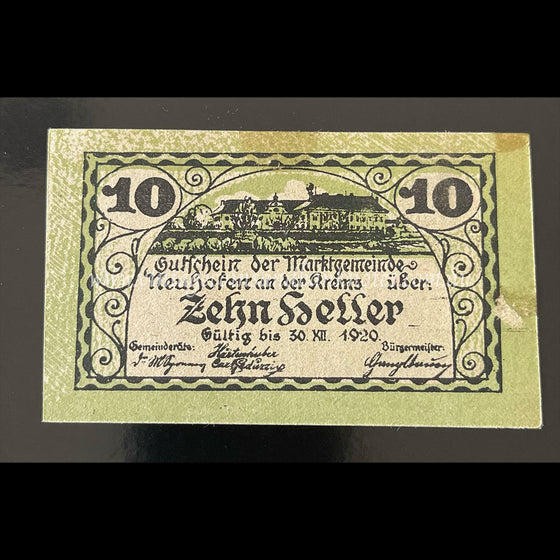 10 10
Gutschein der Marktgemeinde
Neuhofen an der Krems über:
Zehn Heller
Gültig bis 30. XII. 1920.
Gemeinderäte: Bürgermeister: